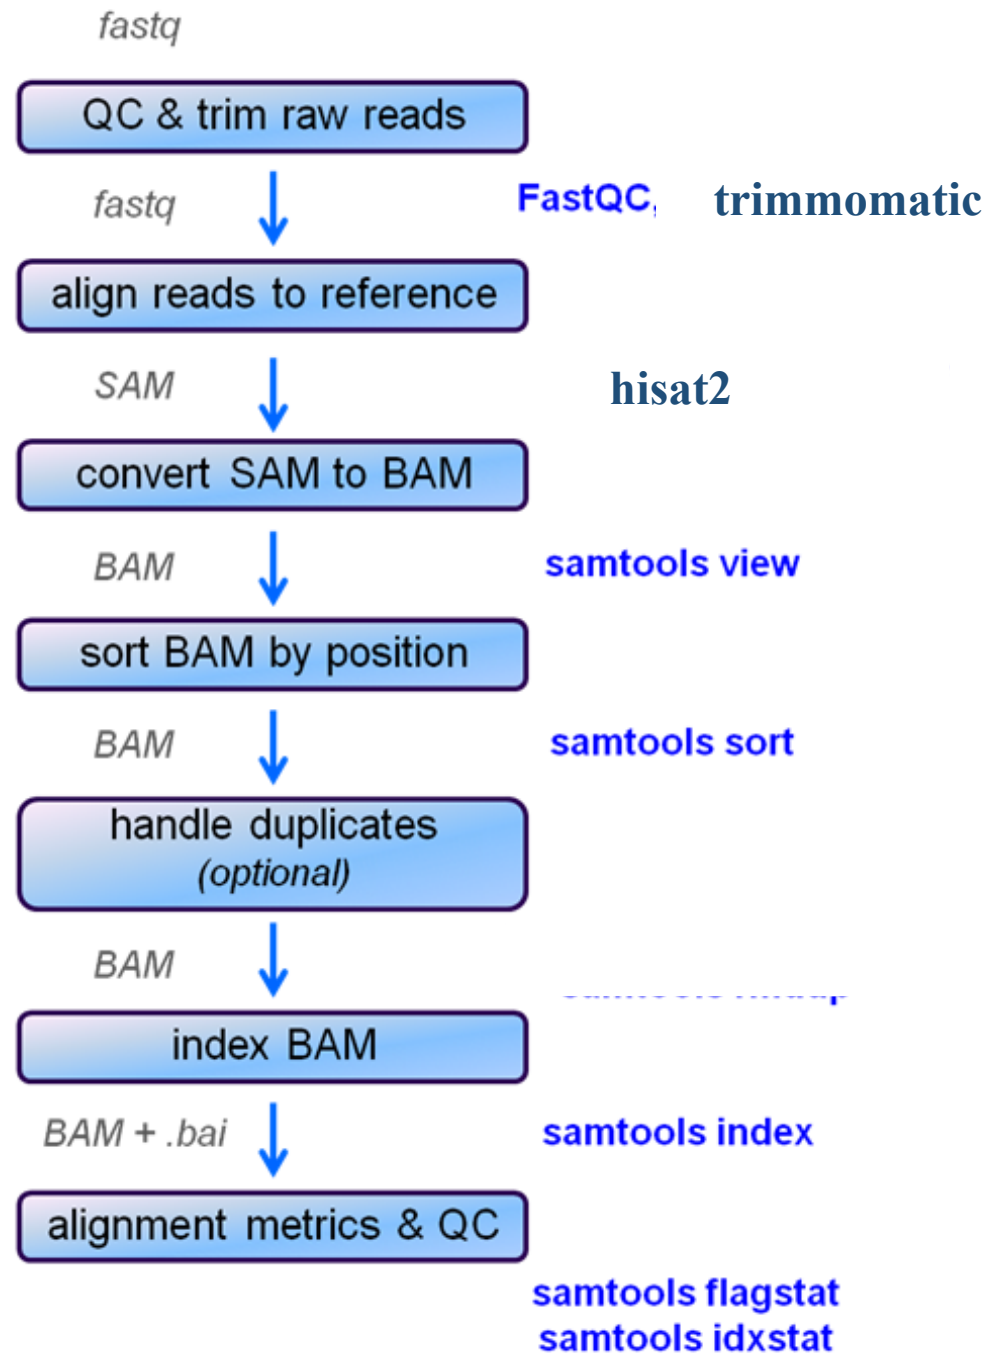 fastq
QC & trim raw reads
fastq
FastQC, trimmomatic
align reads to reference
SAM
hisat2
convert SAM to BAM
BAM
samtools view
sort BAM by position
BAM
samtools sort
handle duplicates
(optional)
BAM
index BAM
BAM + .bai
samtools index
alignment metrics & QC
samtools flagstat
samtools idxstat